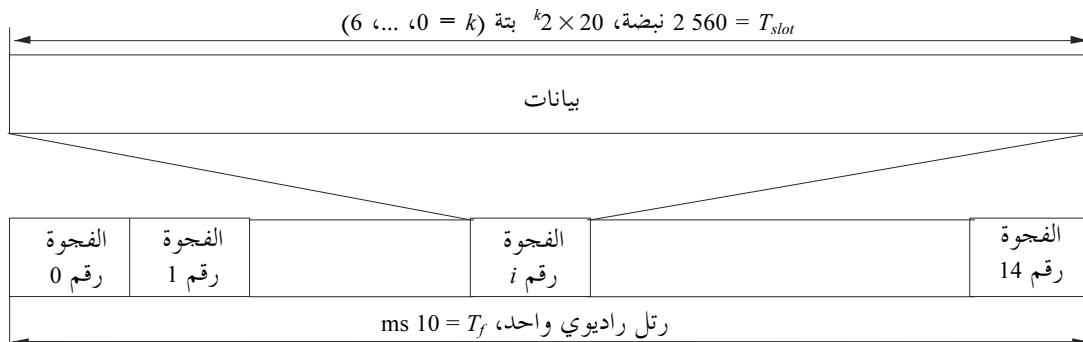 T_slot = 2 560 نبضة، 20 × 2^k بتة (k = 0، ...، 6)
بيانات
الفجوة رقم 0
الفجوة رقم 1
الفجوة رقم i
الفجوة رقم 14
رتل راديوي واحد، T_f = 10 ms